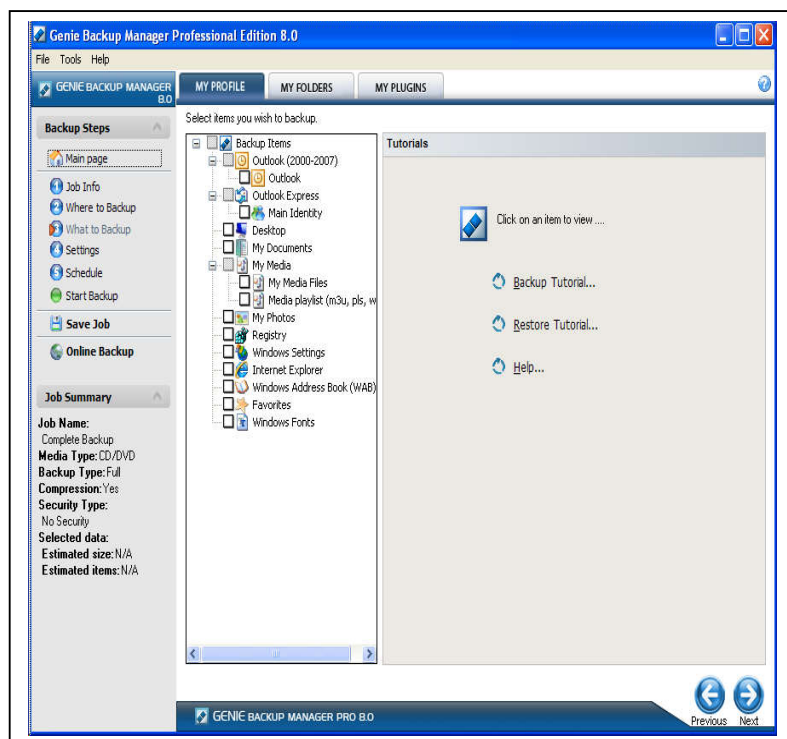 Genie Backup Manager Professional Edition 8.0
File Tools Help
GENIE BACKUP MANAGER
8.0
MY PROFILE
MY FOLDERS
MY PLUGINS
Select items you wish to backup.
Backup Steps
Main page
1 Job Info
2 Where to Backup
3 What to Backup
4 Settings
5 Schedule
Start Backup
Save Job
Online Backup
Job Summary
Job Name:
Complete Backup
Media Type: CD/DVD
Backup Type: Full
Compression: Yes
Security Type:
No Security
Selected data:
Estimated size: N/A
Estimated items: N/A
Backup Items
Outlook (2000-2007)
Outlook
Outlook Express
Main Identity
Desktop
My Documents
My Media
My Media Files
Media playlist (m3u, pls, w
My Photos
Registry
Windows Settings
Internet Explorer
Windows Address Book (WAB)
Favorites
Windows Fonts
Tutorials
Click on an item to view ....
Backup Tutorial...
Restore Tutorial...
Help...
GENIE BACKUP MANAGER PRO 8.0
Previous
Next